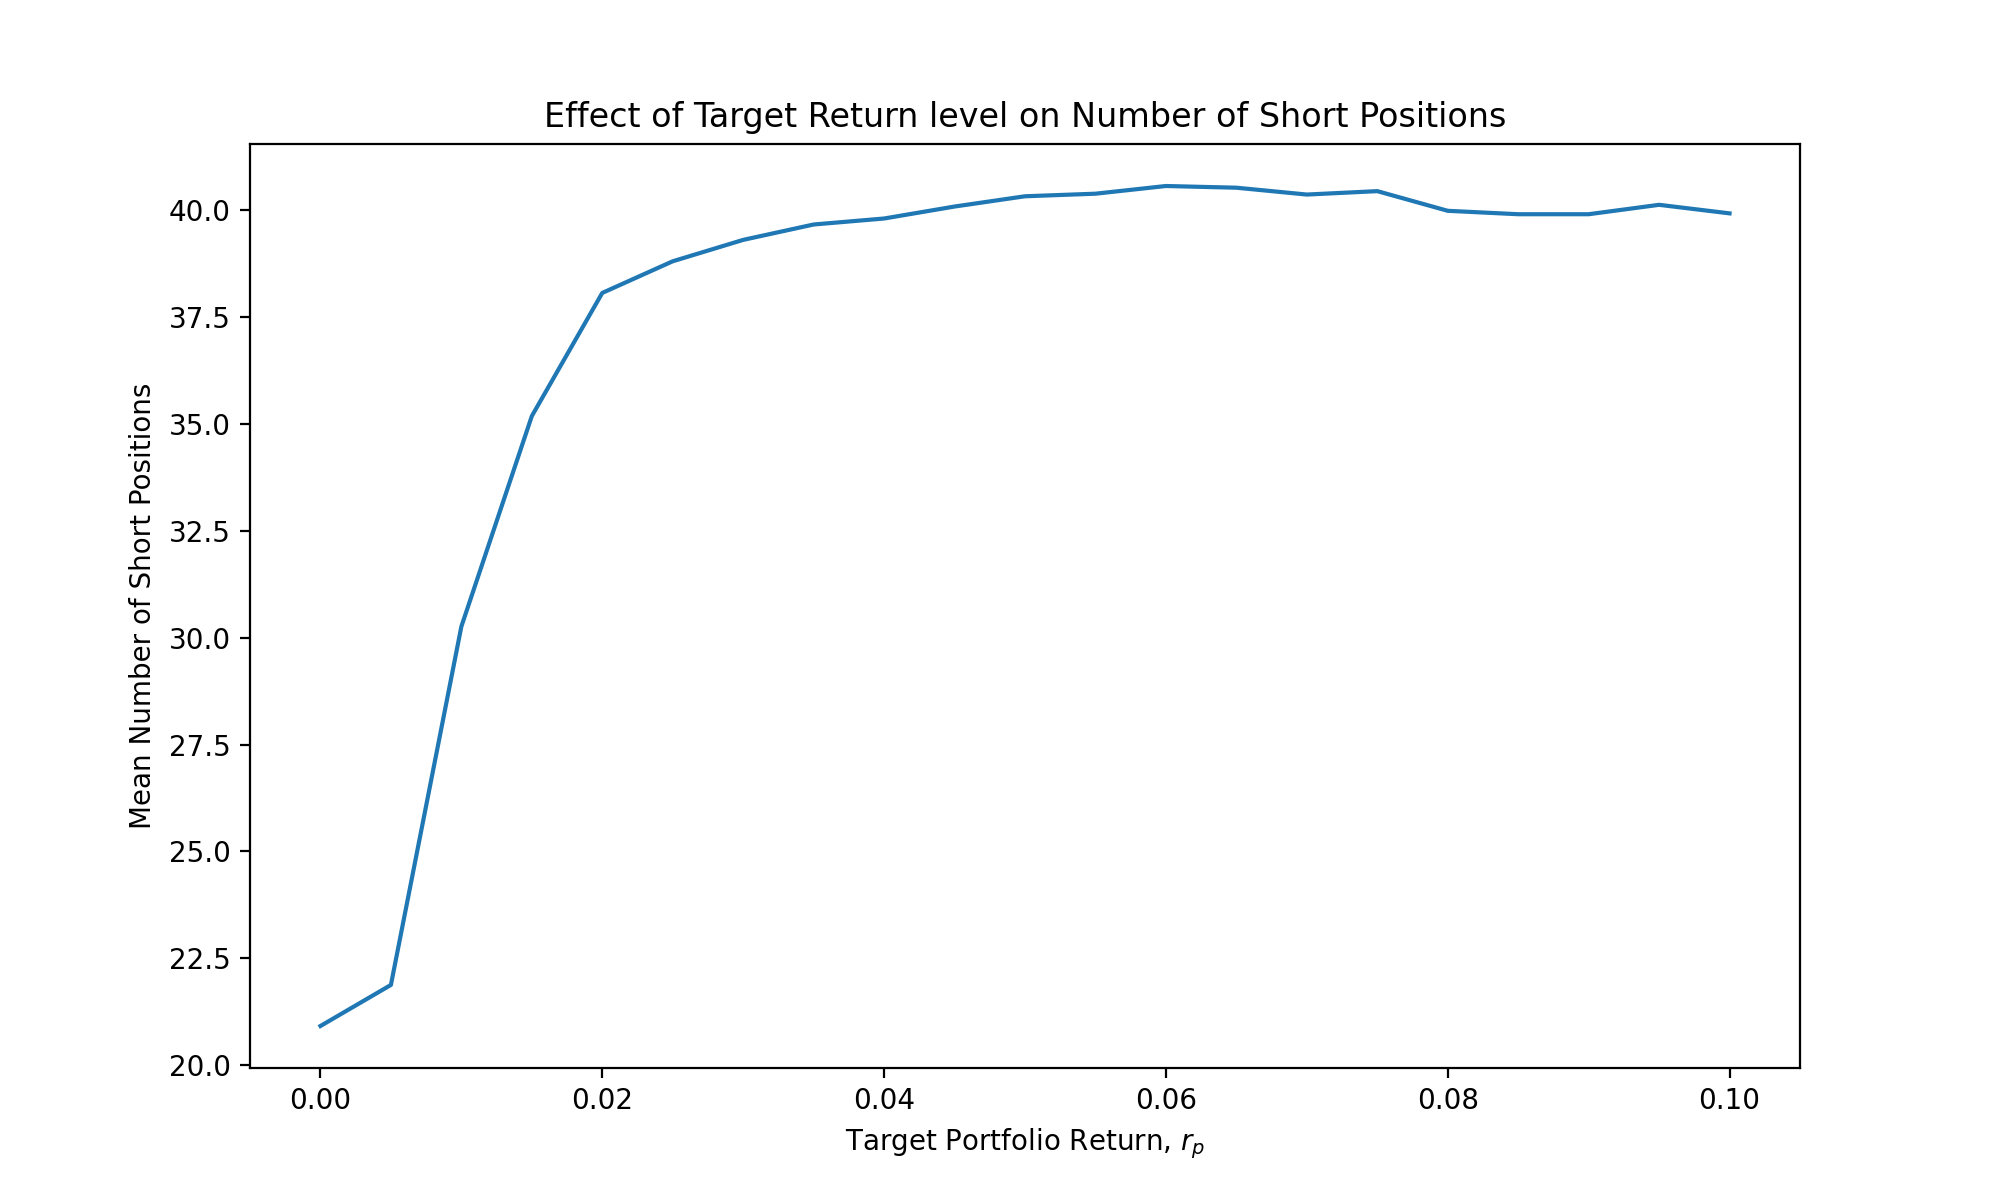 Effect of Target Return level on Number of Short Positions
Mean Number of Short Positions
40.0
37.5
35.0
32.5
30.0
27.5
25.0
22.5
20.0
0.00 0.02 0.04 0.06 0.08 0.10
Target Portfolio Return, r_p